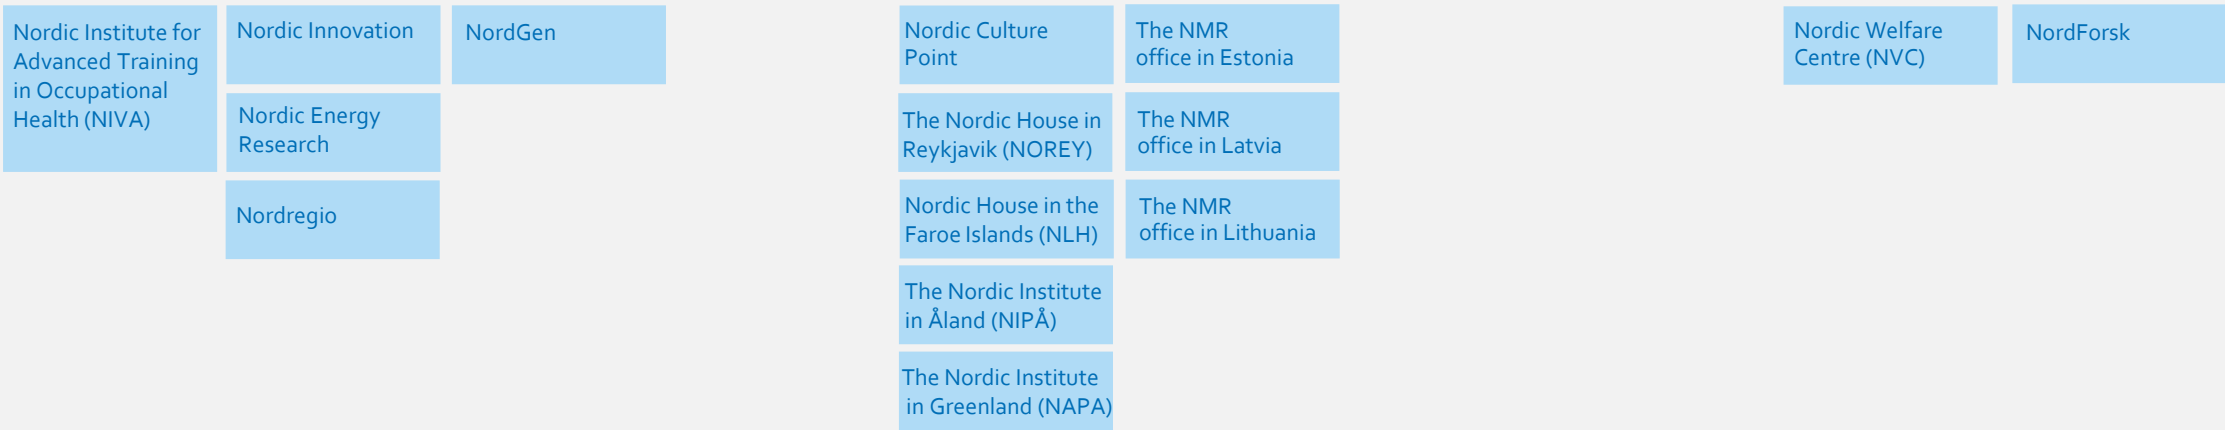 Nordic Institute for
Advanced Training
in Occupational
Health (NIVA)
Nordic Innovation
Nordic Energy
Research
Nordregio
NordGen
Nordic Culture
Point
The Nordic House in
Reykjavik (NOREY)
Nordic House in the
Faroe Islands (NLH)
The Nordic Institute
in Åland (NIPÅ)
The Nordic Institute
in Greenland (NAPA)
The NMR
office in Estonia
The NMR
office in Latvia
The NMR
office in Lithuania
Nordic Welfare
Centre (NVC)
NordForsk